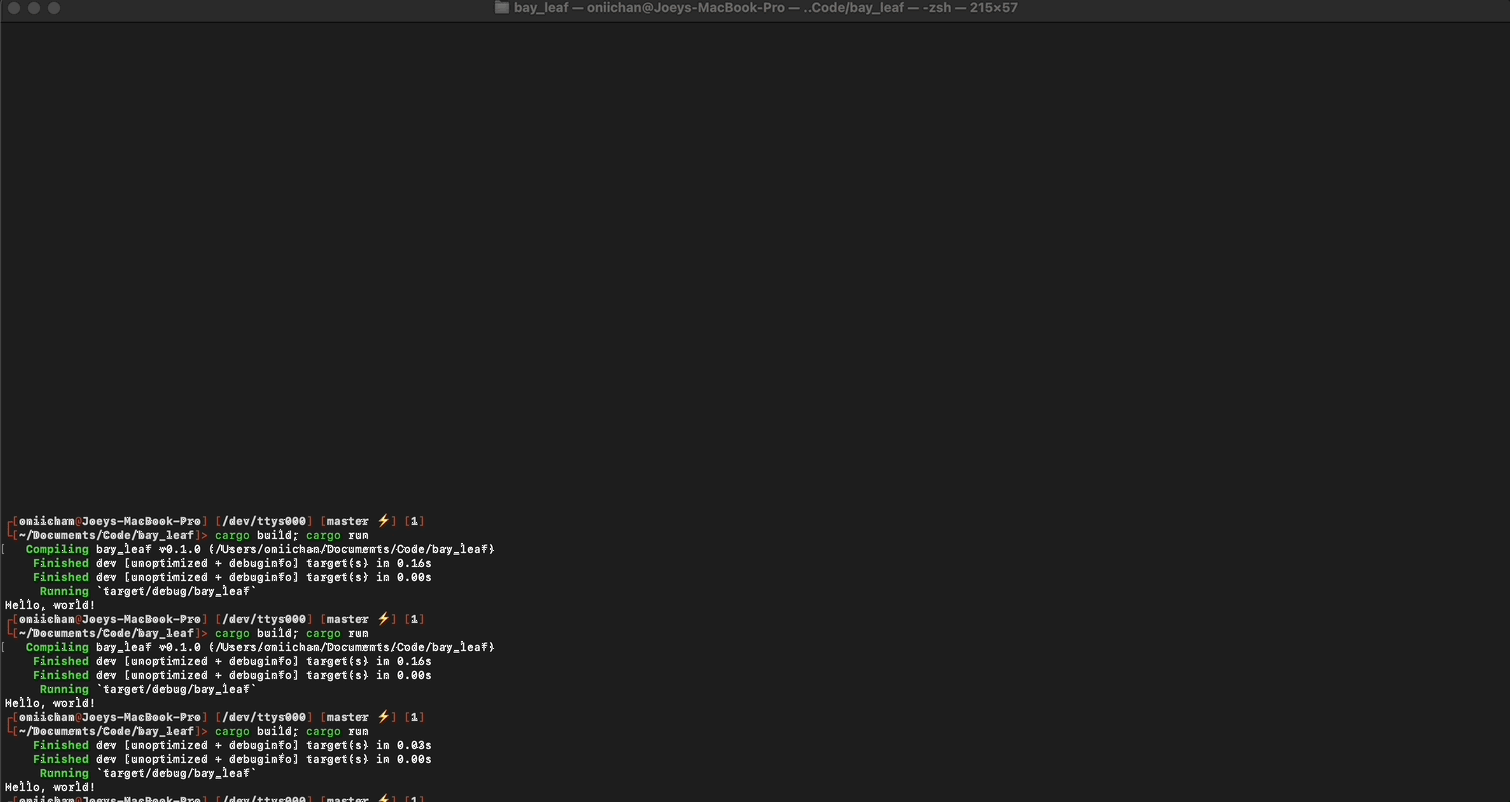 bay_leaf — oniichan@Joeys-MacBook-Pro — ..Code/bay_leaf — -zsh — 215×57
┌[oniichan@Joeys-MacBook-Pro] [/dev/ttys000] [master ⚡] [1]
└[~/Documents/Code/bay_leaf]> cargo build; cargo run
[   Compiling bay_leaf v0.1.0 (/Users/oniichan/Documents/Code/bay_leaf)
    Finished dev [unoptimized + debuginfo] target(s) in 0.16s
    Finished dev [unoptimized + debuginfo] target(s) in 0.00s
     Running `target/debug/bay_leaf`
Hello, world!
┌[oniichan@Joeys-MacBook-Pro] [/dev/ttys000] [master ⚡] [1]
└[~/Documents/Code/bay_leaf]> cargo build; cargo run
[   Compiling bay_leaf v0.1.0 (/Users/oniichan/Documents/Code/bay_leaf)
    Finished dev [unoptimized + debuginfo] target(s) in 0.16s
    Finished dev [unoptimized + debuginfo] target(s) in 0.00s
     Running `target/debug/bay_leaf`
Hello, world!
┌[oniichan@Joeys-MacBook-Pro] [/dev/ttys000] [master ⚡] [1]
└[~/Documents/Code/bay_leaf]> cargo build; cargo run
    Finished dev [unoptimized + debuginfo] target(s) in 0.03s
    Finished dev [unoptimized + debuginfo] target(s) in 0.00s
     Running `target/debug/bay_leaf`
Hello, world!
┌[oniichan@Joeys-MacBook-Pro] [/dev/ttys000] [master ⚡] [1]